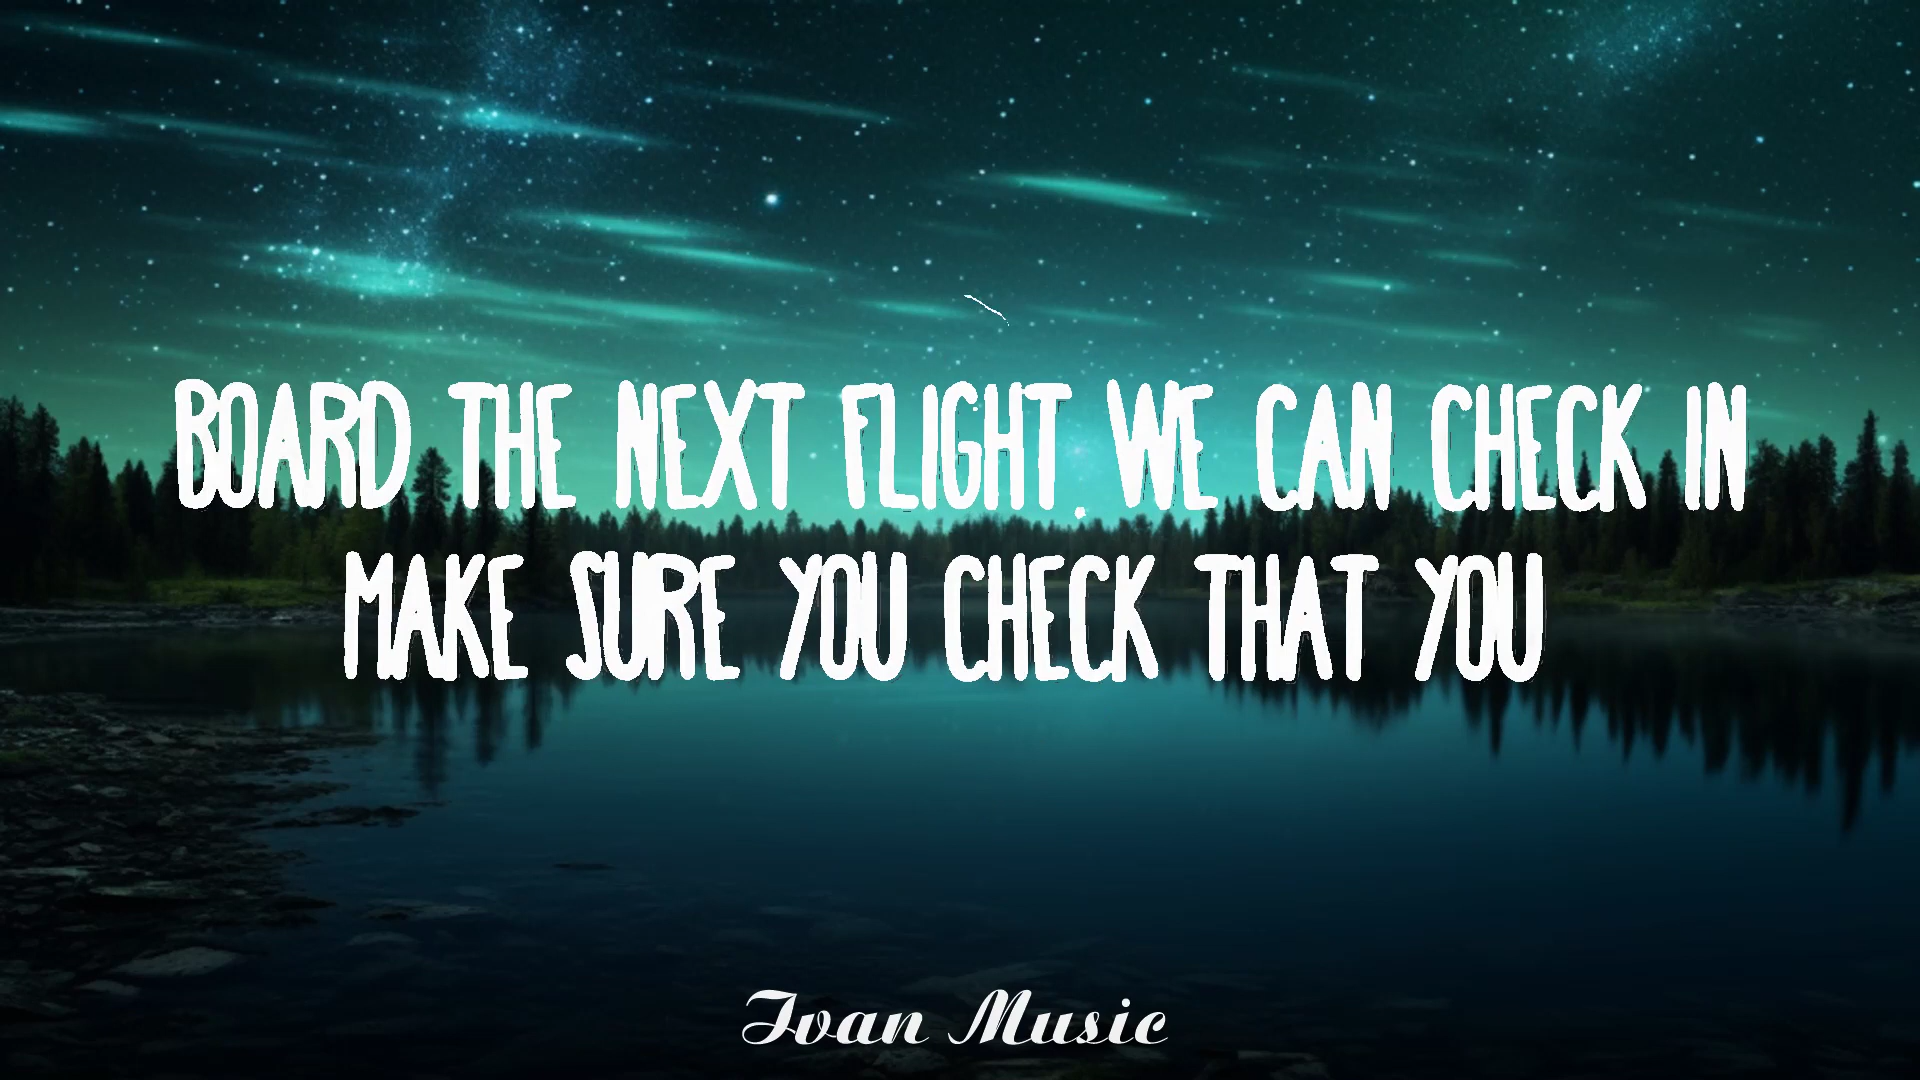 BOARD THE NEXT FLIGHT, WE CAN CHECK IN
MAKE SURE YOU CHECK THAT YOU
Ivan Music